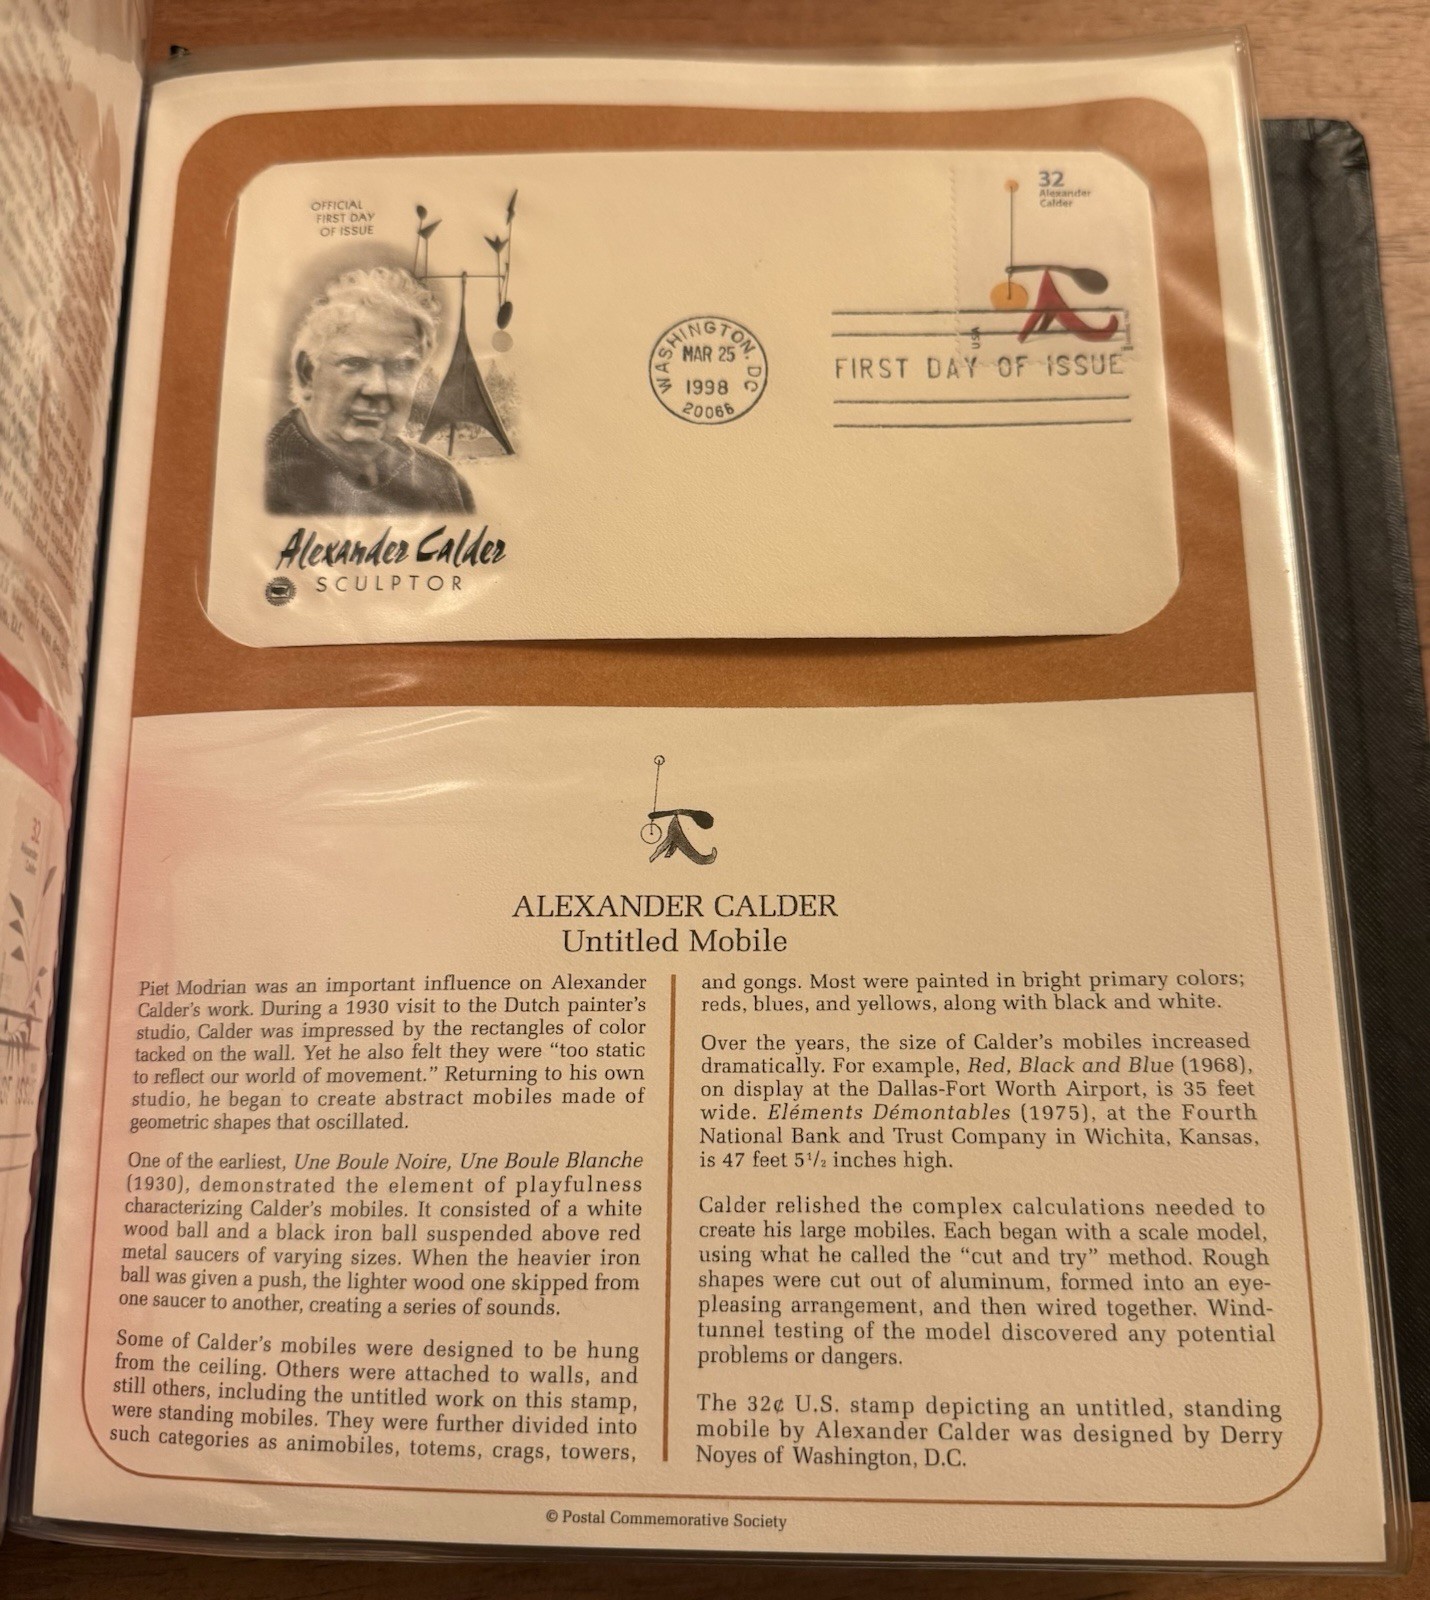 OFFICIAL
FIRST DAY
OF ISSUE
Alexander Calder
SCULPTOR
WASHINGTON, DC
MAR 25
1998
20066
32
Alexander
Calder
USA
FIRST DAY OF ISSUE
ALEXANDER CALDER
Untitled Mobile
Piet Modrian was an important influence on Alexander
Calder's work. During a 1930 visit to the Dutch painter's
studio, Calder was impressed by the rectangles of color
tacked on the wall. Yet he also felt they were “too static
to reflect our world of movement.” Returning to his own
studio, he began to create abstract mobiles made of
geometric shapes that oscillated.
One of the earliest, Une Boule Noire, Une Boule Blanche
(1930), demonstrated the element of playfulness
characterizing Calder's mobiles. It consisted of a white
wood ball and a black iron ball suspended above red
metal saucers of varying sizes. When the heavier iron
ball was given a push, the lighter wood one skipped from
one saucer to another, creating a series of sounds.
Some of Calder's mobiles were designed to be hung
from the ceiling. Others were attached to walls, and
still others, including the untitled work on this stamp,
were standing mobiles. They were further divided into
such categories as animobiles, totems, crags, towers,
and gongs. Most were painted in bright primary colors;
reds, blues, and yellows, along with black and white.
Over the years, the size of Calder's mobiles increased
dramatically. For example, Red, Black and Blue (1968),
on display at the Dallas-Fort Worth Airport, is 35 feet
wide. Eléments Démontables (1975), at the Fourth
National Bank and Trust Company in Wichita, Kansas,
is 47 feet 5 1/2 inches high.
Calder relished the complex calculations needed to
create his large mobiles. Each began with a scale model,
using what he called the “cut and try” method. Rough
shapes were cut out of aluminum, formed into an eye-
pleasing arrangement, and then wired together. Wind-
tunnel testing of the model discovered any potential
problems or dangers.
The 32¢ U.S. stamp depicting an untitled, standing
mobile by Alexander Calder was designed by Derry
Noyes of Washington, D.C.
© Postal Commemorative Society